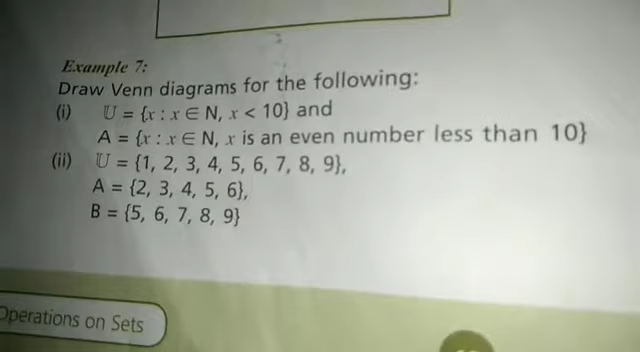 Example 7:
Draw Venn diagrams for the following:
(i) 𝕌 = {x : x ∈ N, x < 10} and
A = {x : x ∈ N, x is an even number less than 10}
(ii) 𝕌 = {1, 2, 3, 4, 5, 6, 7, 8, 9},
A = {2, 3, 4, 5, 6},
B = {5, 6, 7, 8, 9}
Operations on Sets